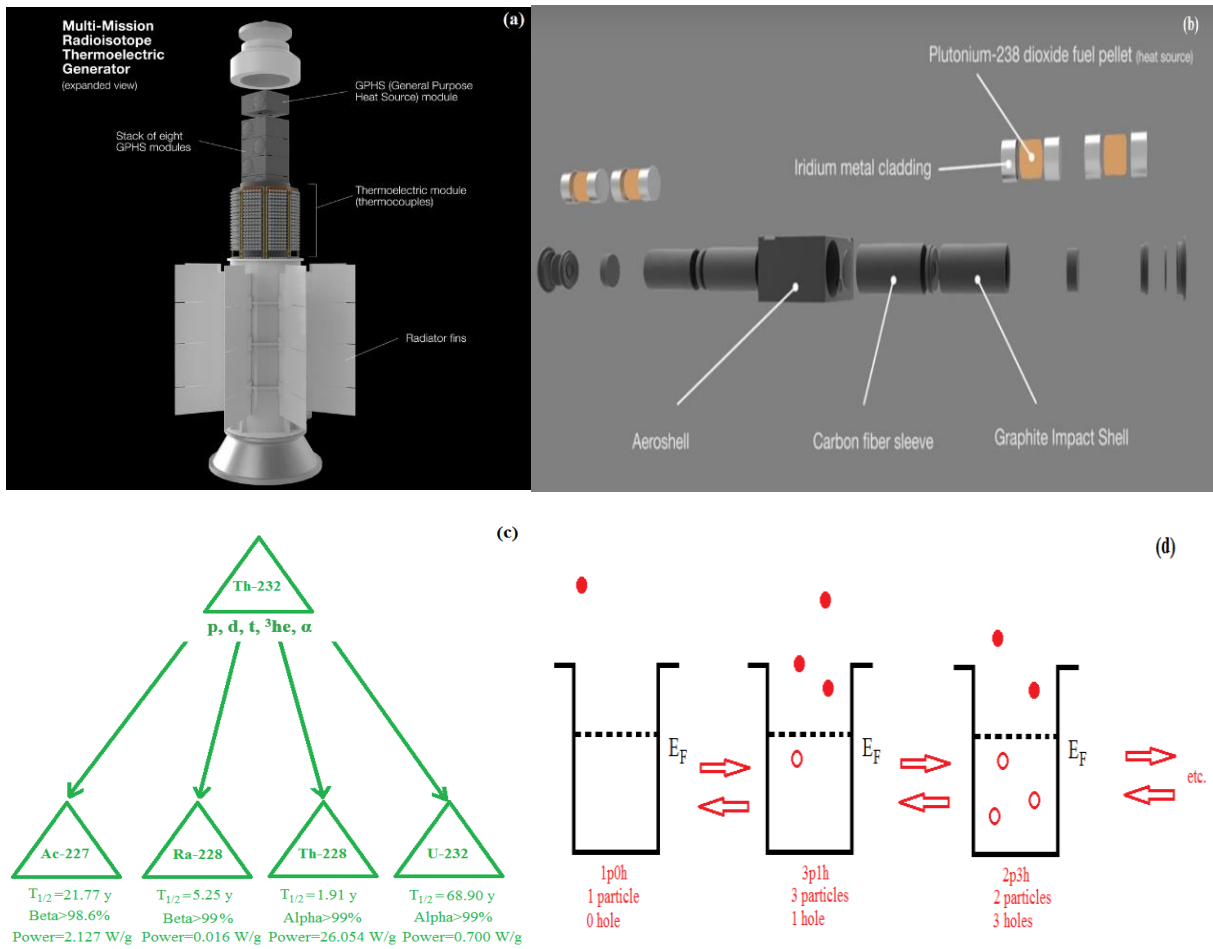 (a)
Multi-Mission
Radioisotope
Thermoelectric
Generator
(expanded view)
GPHS (General Purpose
Heat Source) module
Stack of eight
GPHS modules
Thermoelectric module
(thermocouples)
Radiator fins
(b)
Plutonium-238 dioxide fuel pellet (heat source)
Iridium metal cladding
Aeroshell
Carbon fiber sleeve
Graphite Impact Shell
(c)
Th-232
p, d, t, ³he, α
Ac-227
Ra-228
Th-228
U-232
T₁/₂=21.77 y
Beta>98.6%
Power=2.127 W/g
T₁/₂=5.25 y
Beta>99%
Power=0.016 W/g
T₁/₂=1.91 y
Alpha>99%
Power=26.054 W/g
T₁/₂=68.90 y
Alpha>99%
Power=0.700 W/g
(d)
E_F
E_F
E_F
etc.
1p0h
1 particle
0 hole
3p1h
3 particles
1 hole
2p3h
2 particles
3 holes